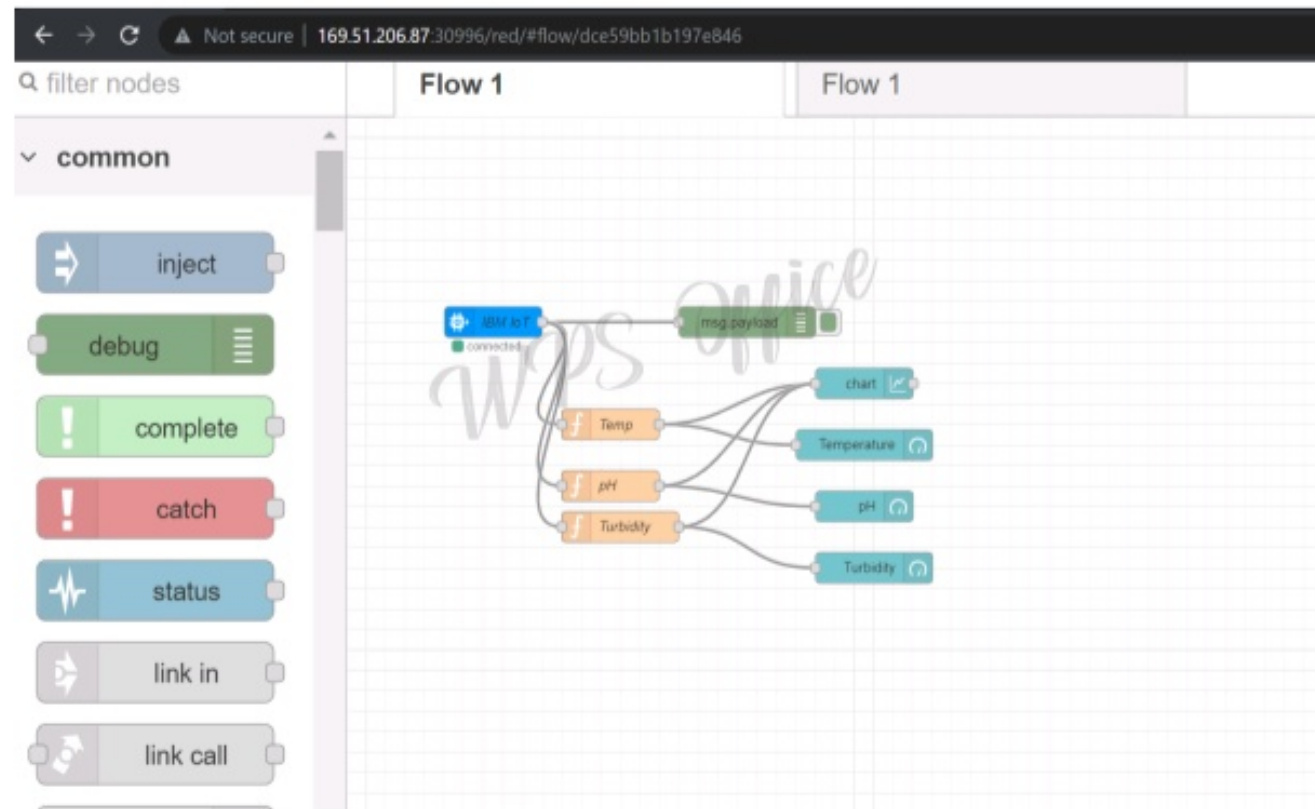 Not secure | 169.51.206.87:30996/red/#flow/dce59bb1b197e846
filter nodes
Flow 1
Flow 1
common
inject
debug
complete
catch
status
link in
link call
IBM IoT
connected
msg.payload
Temp
pH
Turbidity
chart
Temperature
pH
Turbidity
WPS Office